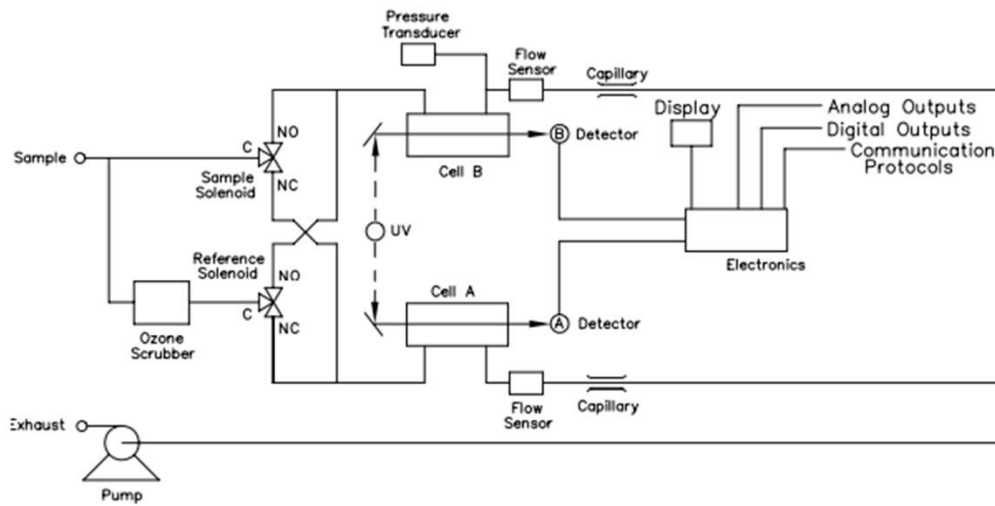 Pressure
Transducer
Flow
Sensor
Capillary
Display
Analog Outputs
Digital Outputs
Communication
Protocols
NO
C
Sample
NC
Sample
Solenoid
B
Detector
Cell B
UV
Electronics
Reference
Solenoid
NO
C
NC
Cell A
A
Detector
Ozone
Scrubber
Flow
Sensor
Capillary
Exhaust
Pump